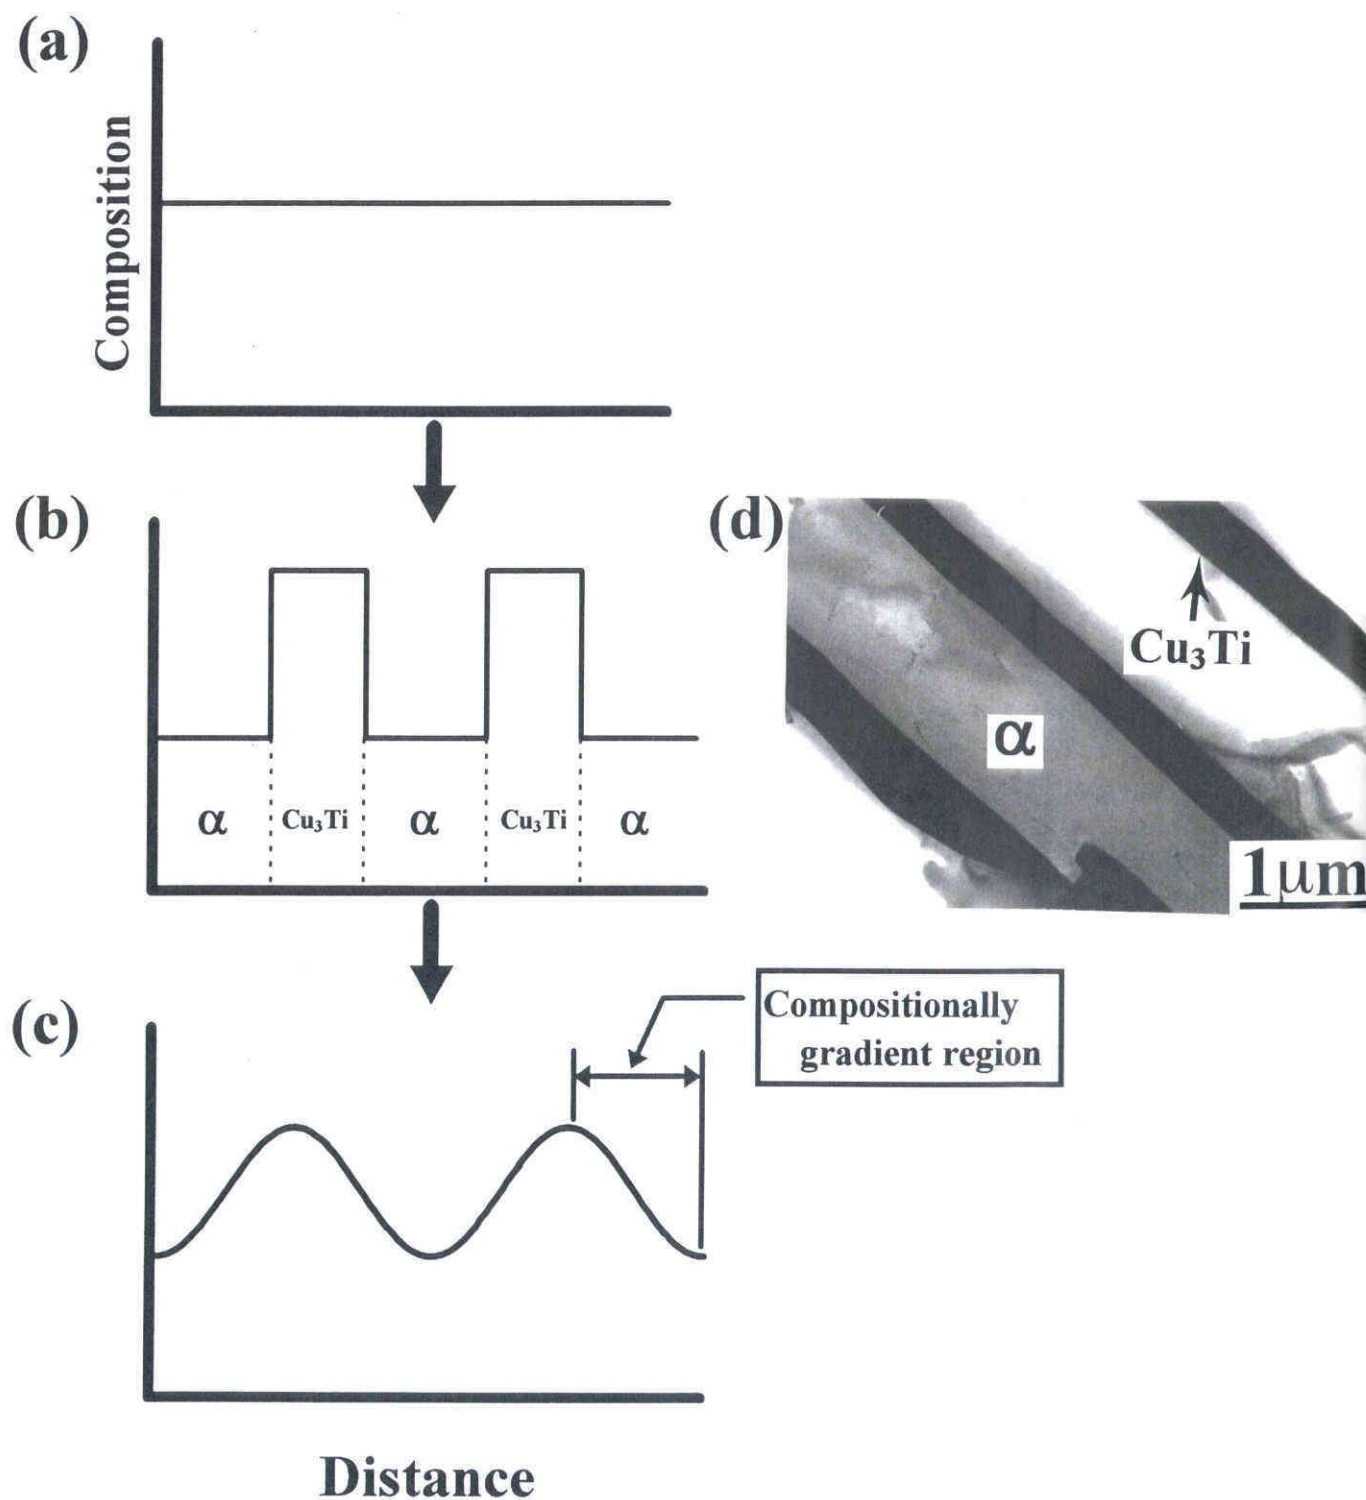 (a)
Composition
(b)
α Cu₃Ti α Cu₃Ti α
(d)
Cu₃Ti
α
1μm
(c)
Compositionally
gradient region
Distance